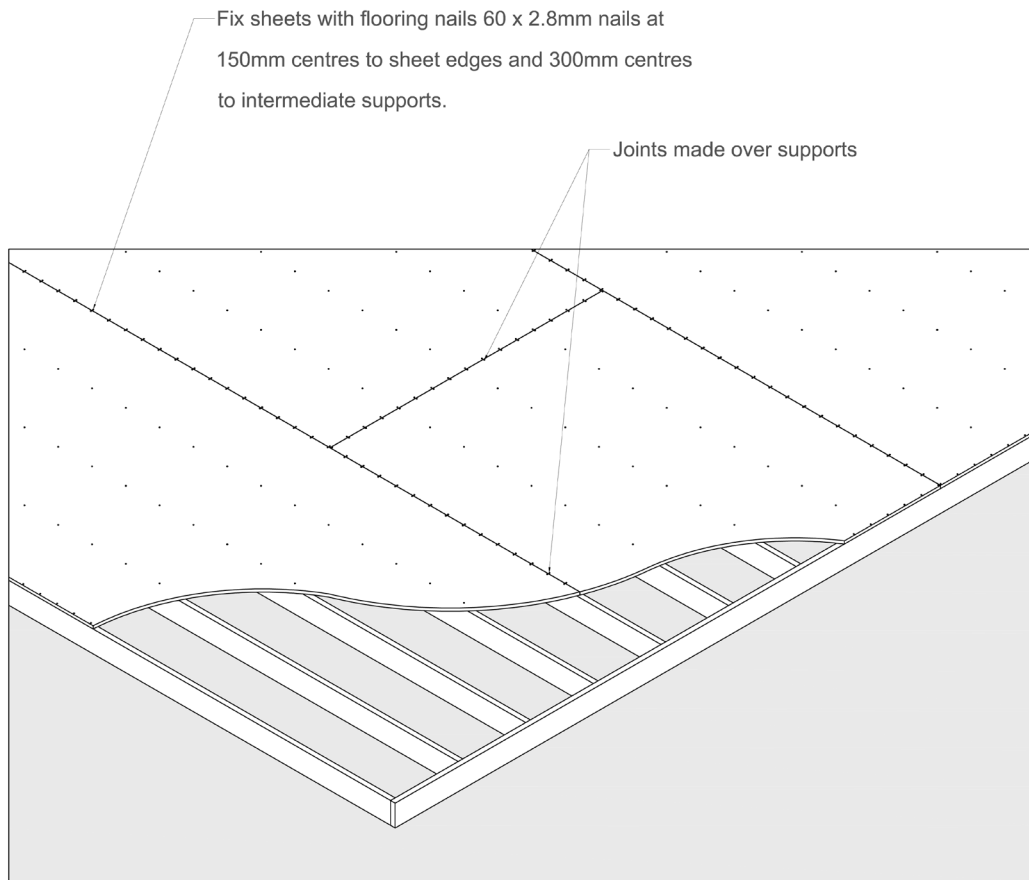 Fix sheets with flooring nails 60 x 2.8mm nails at
150mm centres to sheet edges and 300mm centres
to intermediate supports.
Joints made over supports